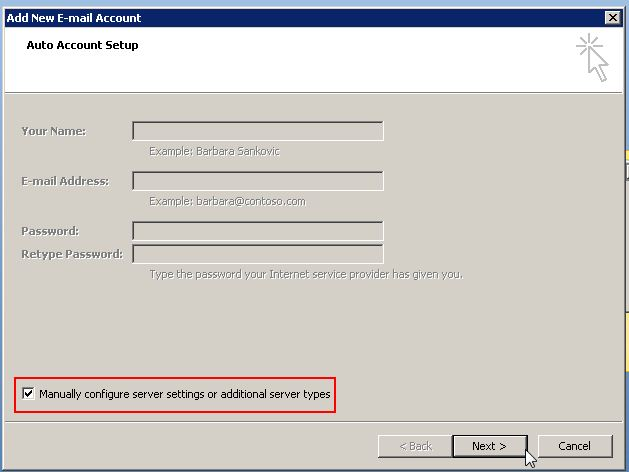 Add New E-mail Account
Auto Account Setup
Your Name:
Example: Barbara Sankovic
E-mail Address:
Example: barbara@contoso.com
Password:
Retype Password:
Type the password your Internet service provider has given you.
Manually configure server settings or additional server types
< Back Next > Cancel